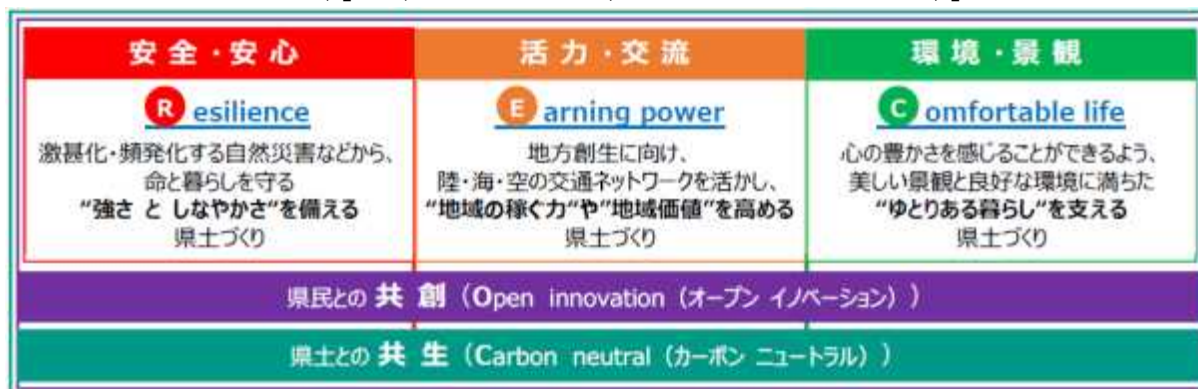 安全・安心
Resilience
激甚化・頻発化する自然災害などから、
命と暮らしを守る
“強さ と しなやかさ“を備える
県土づくり
活力・交流
Earning power
地方創生に向け、
陸・海・空の交通ネットワークを活かし、
“地域の稼ぐ力“や“地域価値“を高める
県土づくり
環境・景観
Comfortable life
心の豊かさを感じることができるよう、
美しい景観と良好な環境に満ちた
“ゆとりある暮らし“を支える
県土づくり
県民との 共 創（Open innovation（オープン イノベーション））
県土との 共 生（Carbon neutral（カーボン ニュートラル））